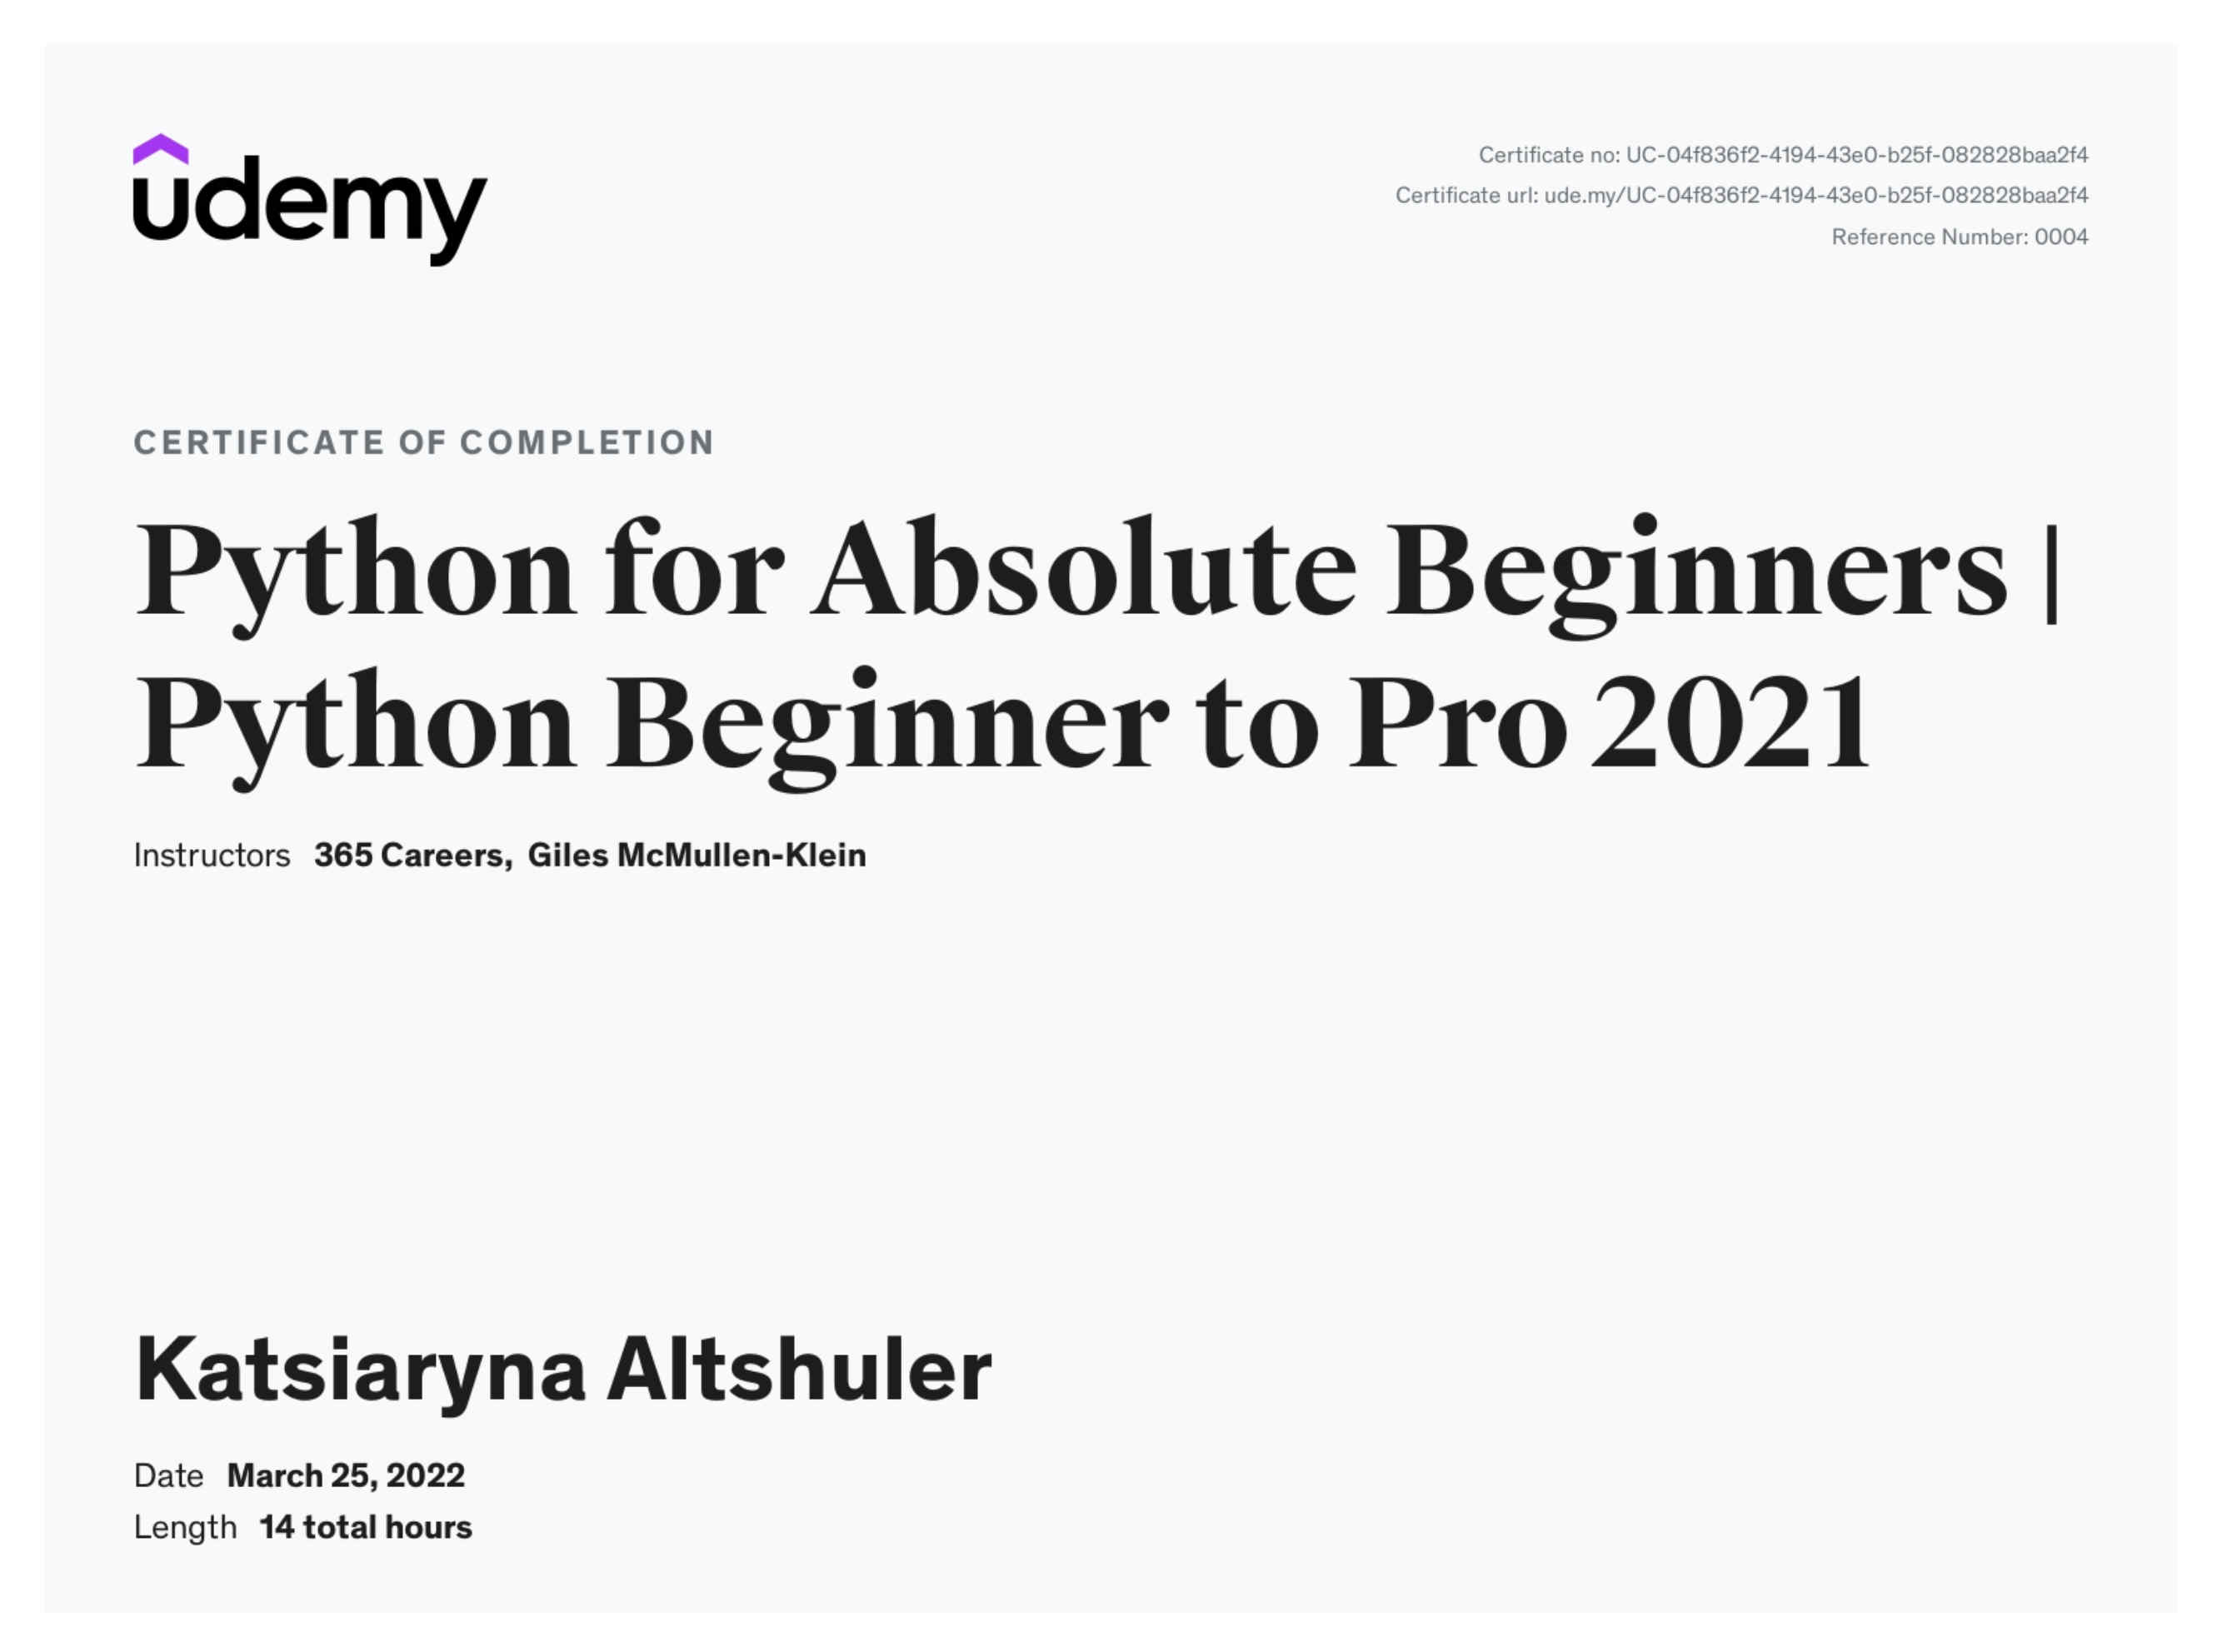 udemy
Certificate no: UC-04f836f2-4194-43e0-b25f-082828baa2f4
Certificate url: ude.my/UC-04f836f2-4194-43e0-b25f-082828baa2f4
Reference Number: 0004
CERTIFICATE OF COMPLETION
Python for Absolute Beginners |
Python Beginner to Pro 2021
Instructors 365 Careers, Giles McMullen-Klein
Katsiaryna Altshuler
Date March 25, 2022
Length 14 total hours